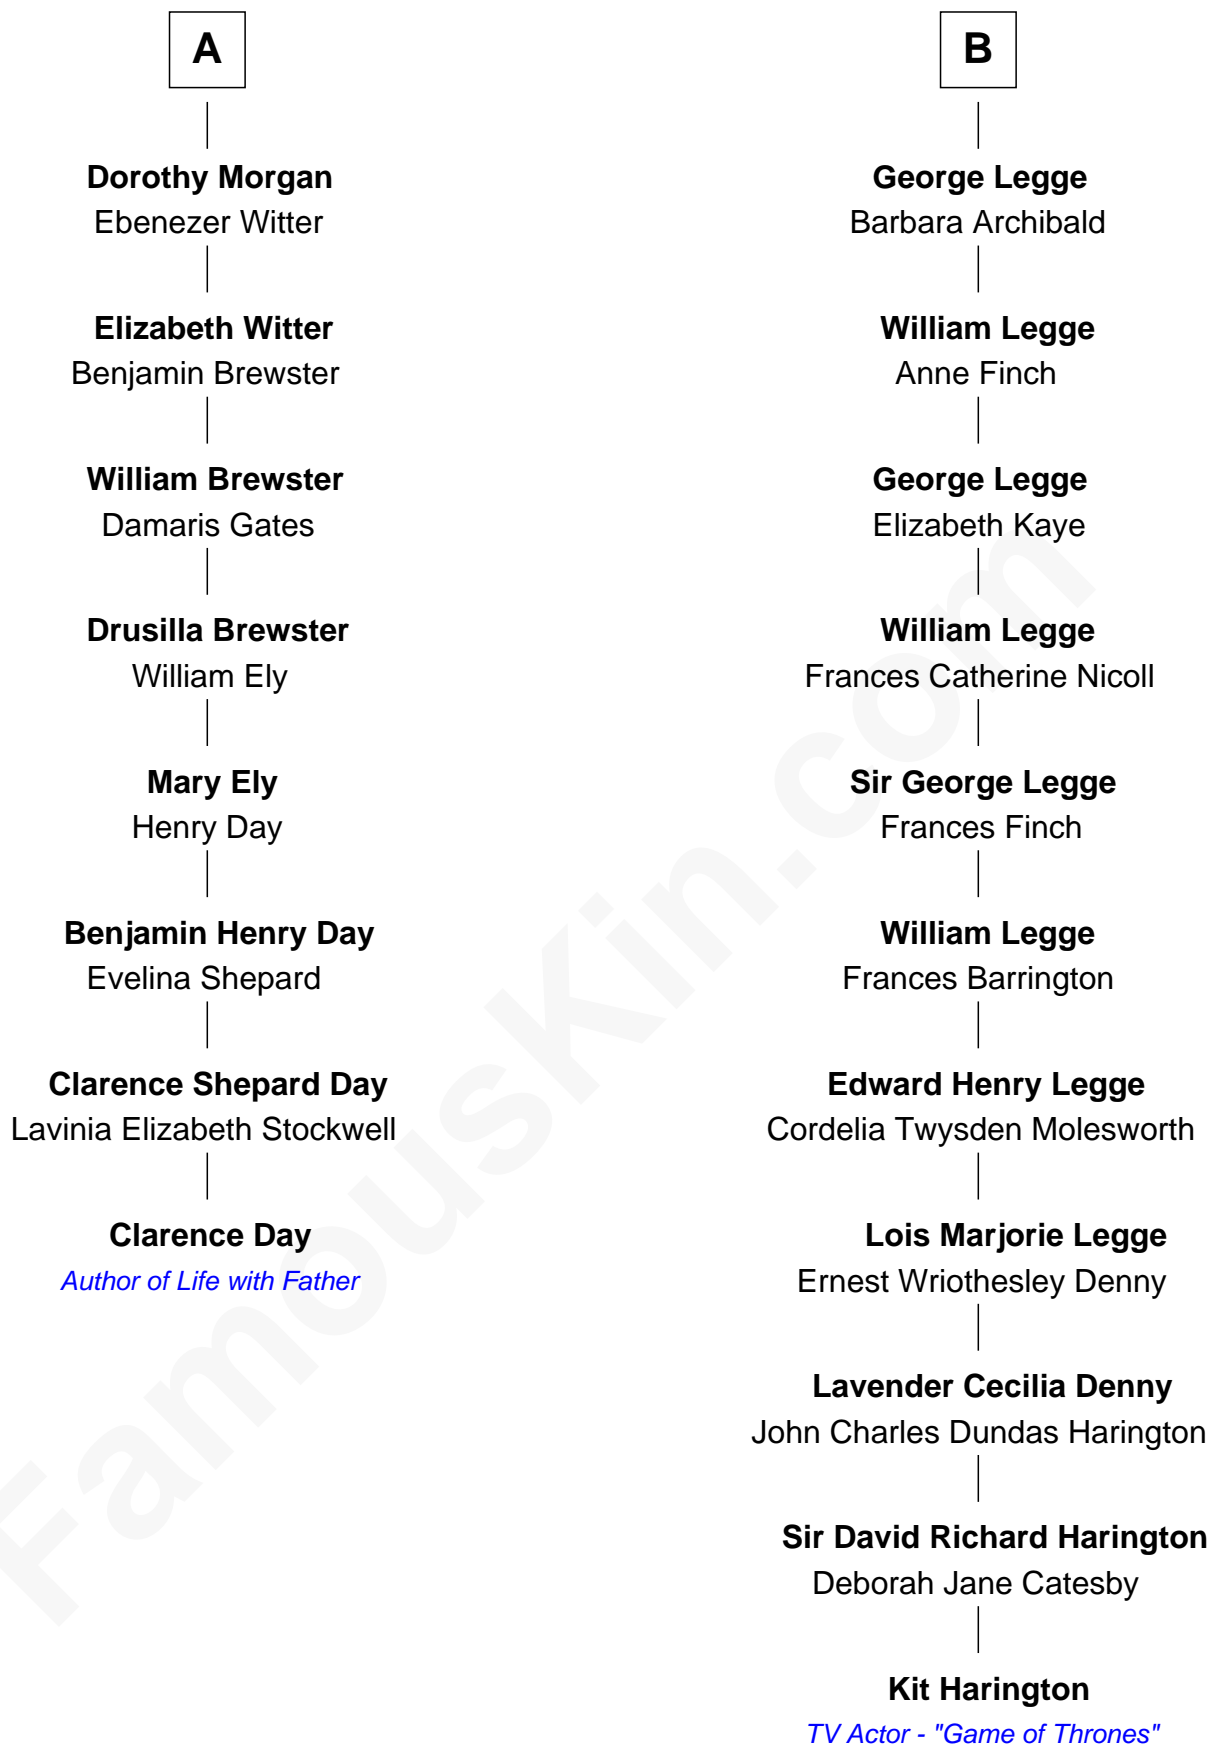 A
Dorothy Morgan
Ebenezer Witter
Elizabeth Witter
Benjamin Brewster
William Brewster
Damaris Gates
Drusilla Brewster
William Ely
Mary Ely
Henry Day
Benjamin Henry Day
Evelina Shepard
Clarence Shepard Day
Lavinia Elizabeth Stockwell
Clarence Day
Author of Life with Father
B
George Legge
Barbara Archibald
William Legge
Anne Finch
George Legge
Elizabeth Kaye
William Legge
Frances Catherine Nicoll
Sir George Legge
Frances Finch
William Legge
Frances Barrington
Edward Henry Legge
Cordelia Twysden Molesworth
Lois Marjorie Legge
Ernest Wriothesley Denny
Lavender Cecilia Denny
John Charles Dundas Harington
Sir David Richard Harington
Deborah Jane Catesby
Kit Harington
TV Actor - "Game of Thrones"
FamousKin.com